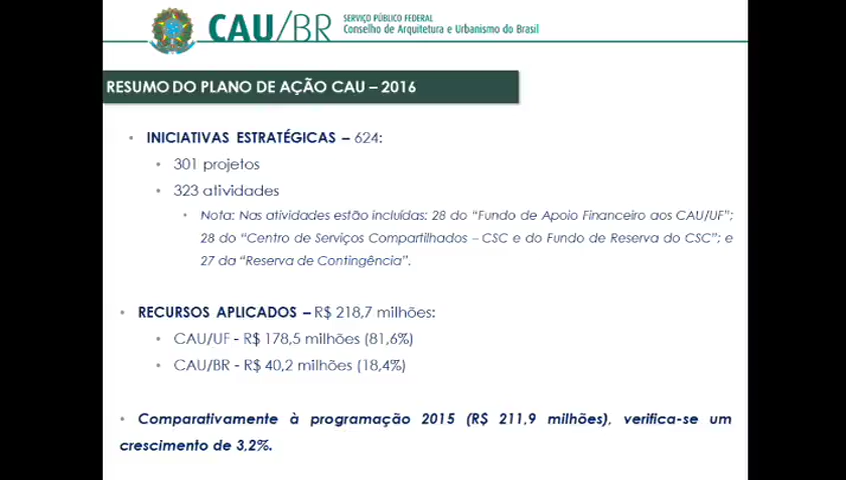 CAU/BR
SERVIÇO PÚBLICO FEDERAL
Conselho de Arquitetura e Urbanismo do Brasil
RESUMO DO PLANO DE AÇÃO CAU – 2016
• INICIATIVAS ESTRATÉGICAS – 624:
• 301 projetos
• 323 atividades
• Nota: Nas atividades estão incluídas: 28 do “Fundo de Apoio Financeiro aos CAU/UF”;
28 do “Centro de Serviços Compartilhados – CSC e do Fundo de Reserva do CSC”; e
27 da “Reserva de Contingência”.
• RECURSOS APLICADOS – R$ 218,7 milhões:
• CAU/UF - R$ 178,5 milhões (81,6%)
• CAU/BR - R$ 40,2 milhões (18,4%)
• Comparativamente à programação 2015 (R$ 211,9 milhões), verifica-se um
crescimento de 3,2%.